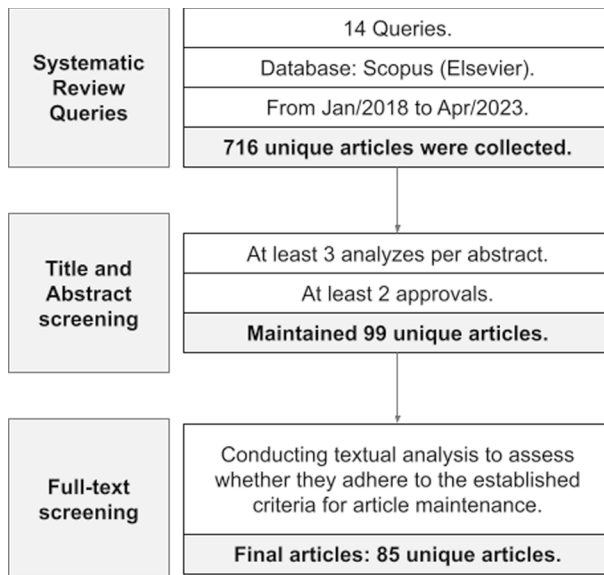 Systematic
Review
Queries
14 Queries.
Database: Scopus (Elsevier).
From Jan/2018 to Apr/2023.
716 unique articles were collected.
Title and
Abstract
screening
At least 3 analyzes per abstract.
At least 2 approvals.
Maintained 99 unique articles.
Full-text
screening
Conducting textual analysis to assess
whether they adhere to the established
criteria for article maintenance.
Final articles: 85 unique articles.